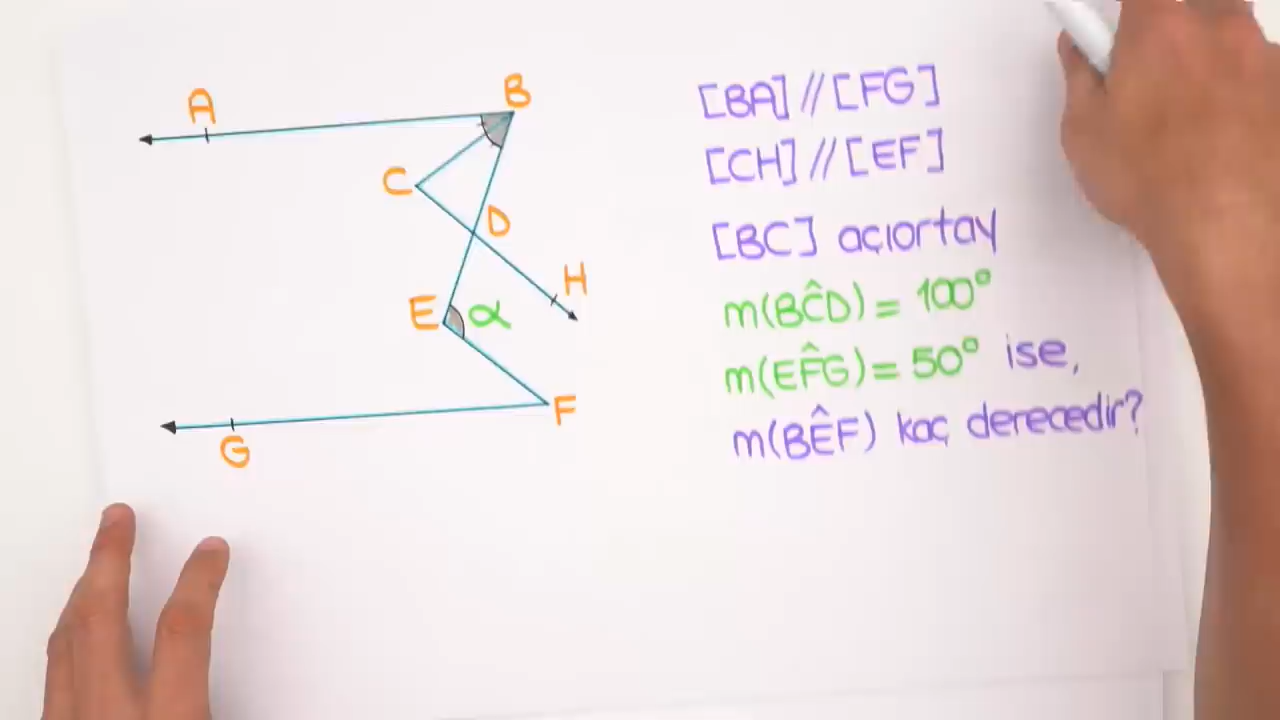 A
B
C
D
H
E α
F
G
[BA] // [FG]
[CH] // [EF]
[BC] açıortay
m(BĈD) = 100°
m(EF̂G) = 50° ise,
m(BÊF) kaç derecedir?